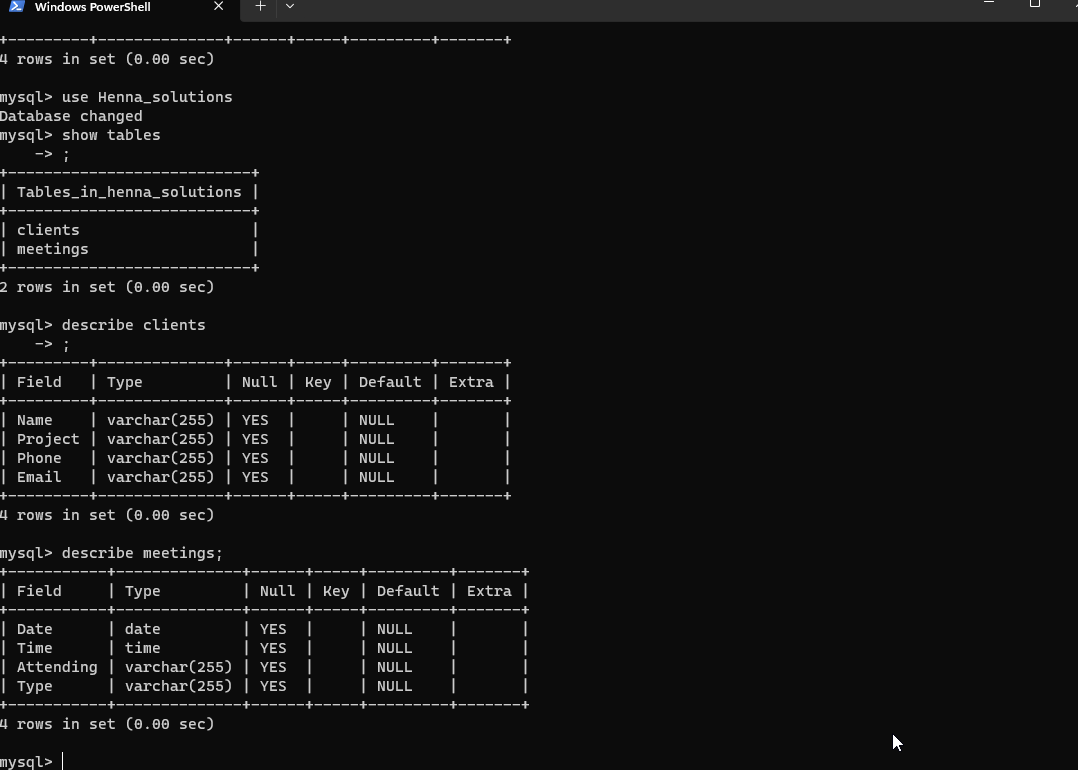 Windows PowerShell
+---------+--------------+------+-----+---------+-------+
4 rows in set (0.00 sec)
mysql> use Henna_solutions
Database changed
mysql> show tables
    -> ;
+---------------------------+
| Tables_in_henna_solutions |
+---------------------------+
| clients                   |
| meetings                  |
+---------------------------+
2 rows in set (0.00 sec)
mysql> describe clients
    -> ;
+---------+--------------+------+-----+---------+-------+
| Field   | Type         | Null | Key | Default | Extra |
+---------+--------------+------+-----+---------+-------+
| Name    | varchar(255) | YES  |     | NULL    |       |
| Project | varchar(255) | YES  |     | NULL    |       |
| Phone   | varchar(255) | YES  |     | NULL    |       |
| Email   | varchar(255) | YES  |     | NULL    |       |
+---------+--------------+------+-----+---------+-------+
4 rows in set (0.00 sec)
mysql> describe meetings;
+-----------+--------------+------+-----+---------+-------+
| Field     | Type         | Null | Key | Default | Extra |
+-----------+--------------+------+-----+---------+-------+
| Date      | date         | YES  |     | NULL    |       |
| Time      | time         | YES  |     | NULL    |       |
| Attending | varchar(255) | YES  |     | NULL    |       |
| Type      | varchar(255) | YES  |     | NULL    |       |
+-----------+--------------+------+-----+---------+-------+
4 rows in set (0.00 sec)
mysql>